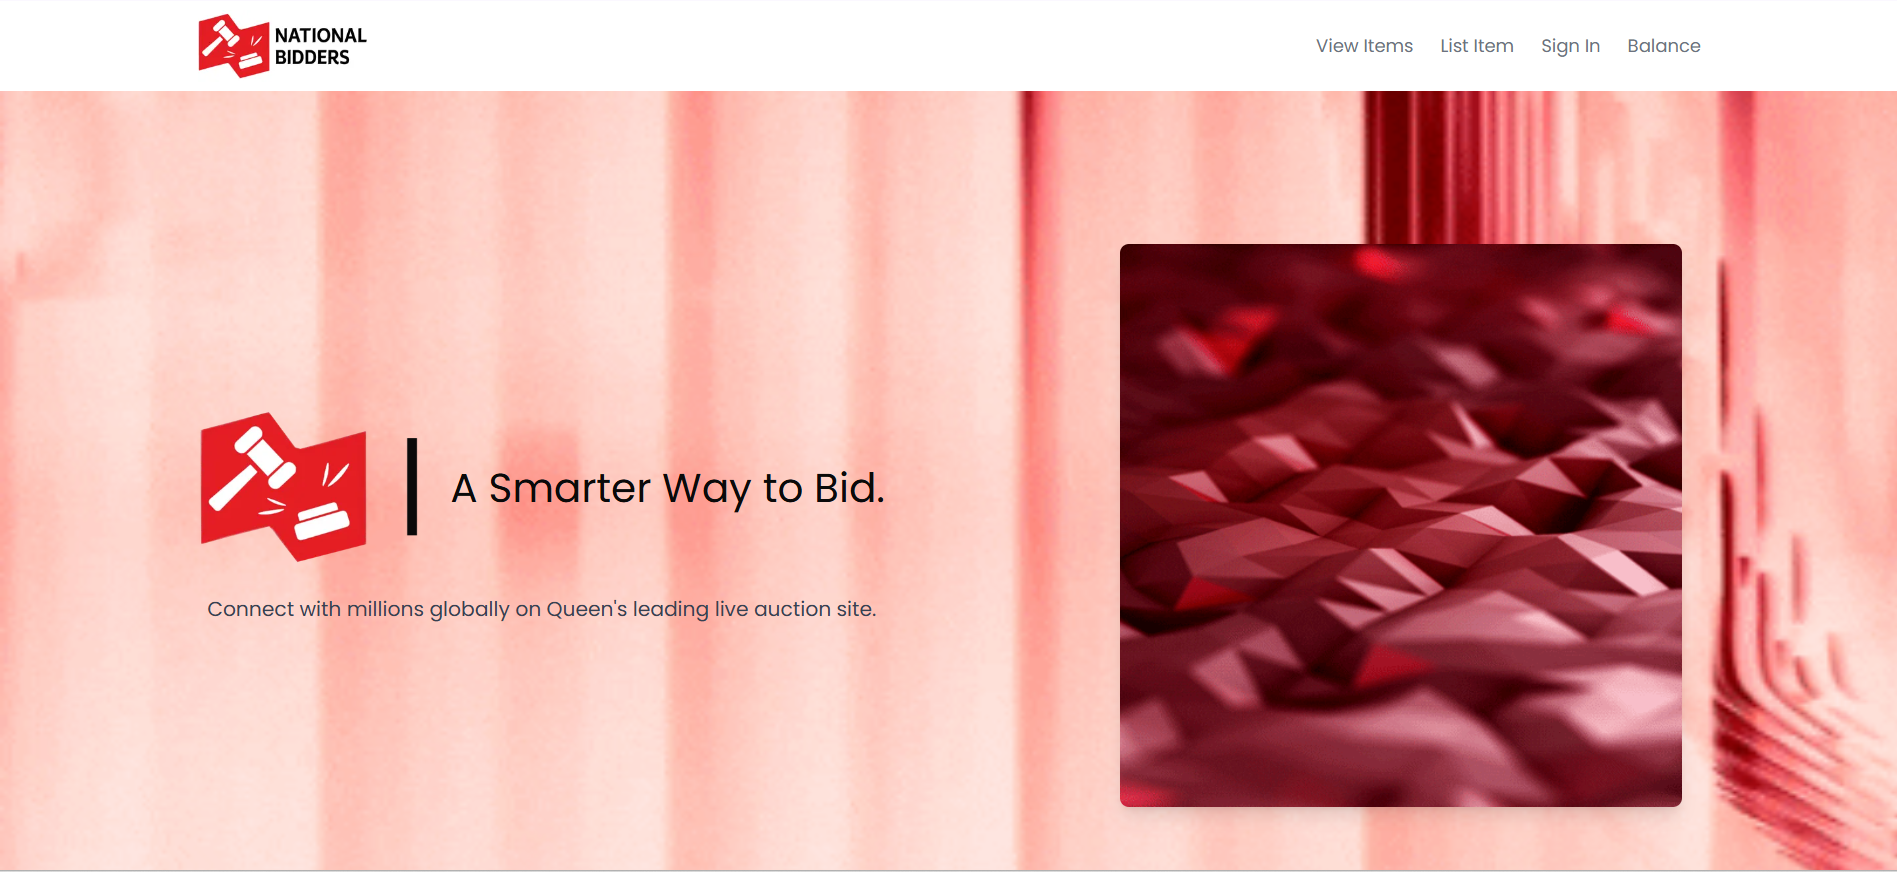 NATIONAL
BIDDERS
View Items List Item Sign In Balance
A Smarter Way to Bid.
Connect with millions globally on Queen's leading live auction site.